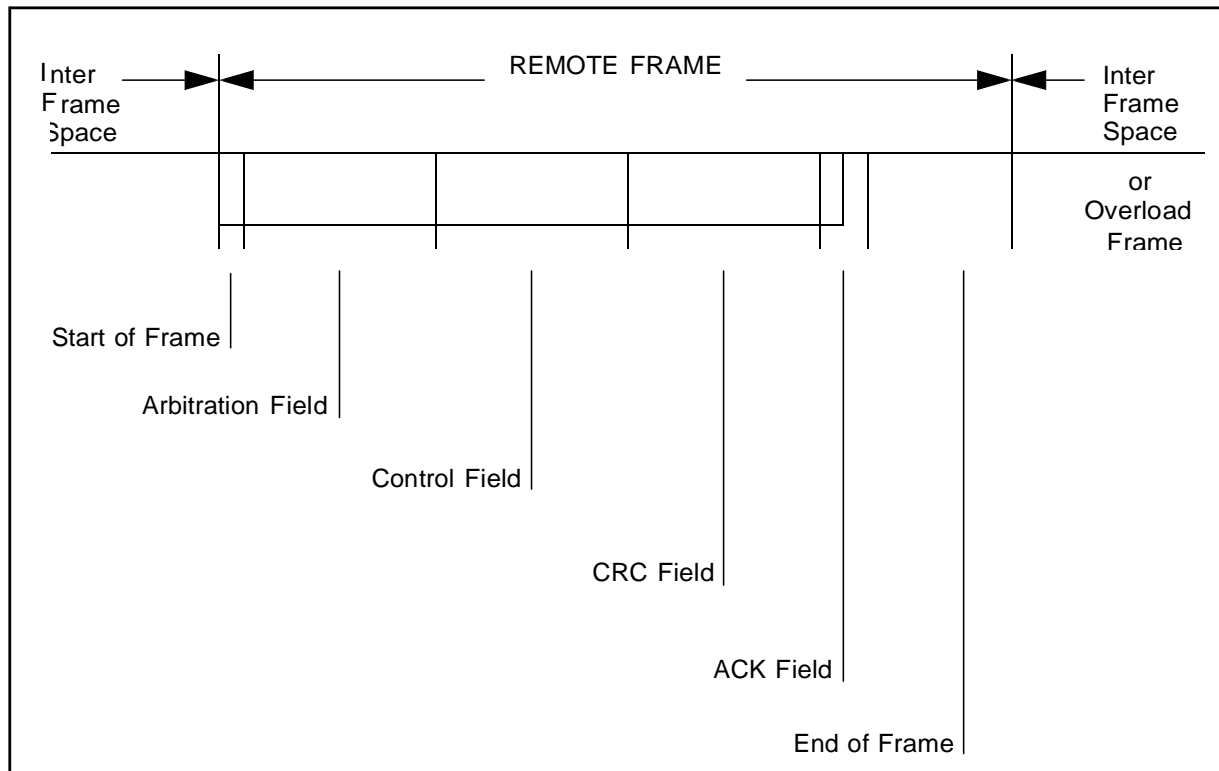 Inter
Frame
Space
REMOTE FRAME
Inter
Frame
Space
or
Overload
Frame
Start of Frame
Arbitration Field
Control Field
CRC Field
ACK Field
End of Frame